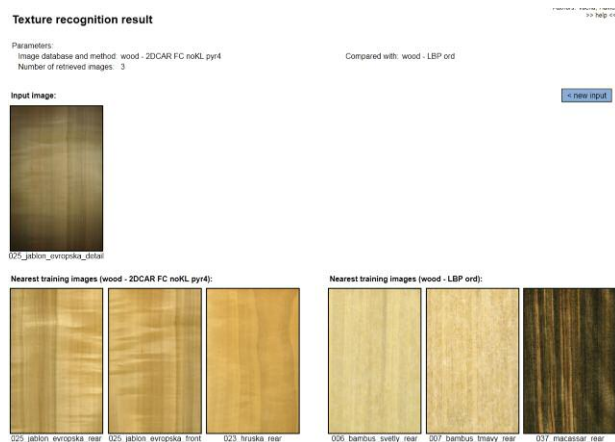 Texture recognition result
>> help <<
Parameters:
Image database and method: wood - 2DCAR FC noKL pyr4
Compared with: wood - LBP ord
Number of retrieved images: 3
Input image:
< new input
025_jablon_evropska_detail
Nearest training images (wood - 2DCAR FC noKL pyr4):
Nearest training images (wood - LBP ord):
025_jablon_evropska_rear 025_jablon_evropska_front 023_hruska_rear
006_bambus_svetly_rear 007_bambus_tmavy_rear 037_macassar_rear